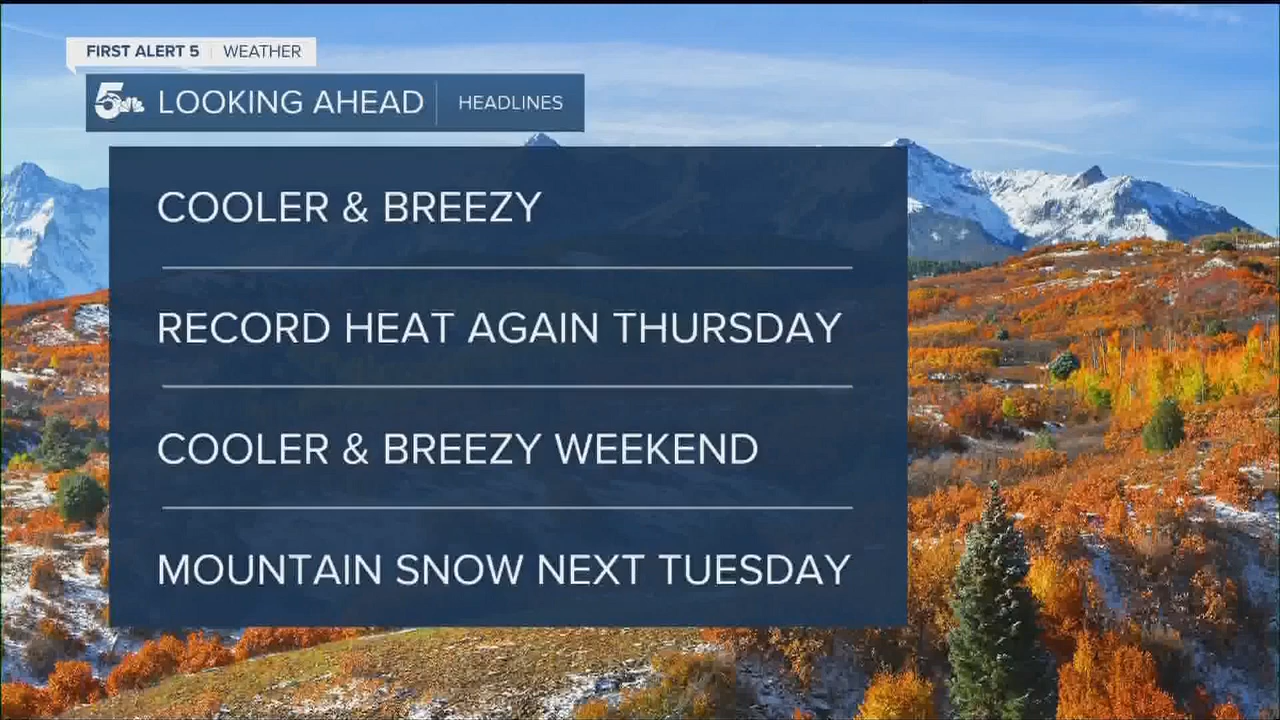 FIRST ALERT 5 | WEATHER
5 LOOKING AHEAD | HEADLINES
COOLER & BREEZY
RECORD HEAT AGAIN THURSDAY
COOLER & BREEZY WEEKEND
MOUNTAIN SNOW NEXT TUESDAY